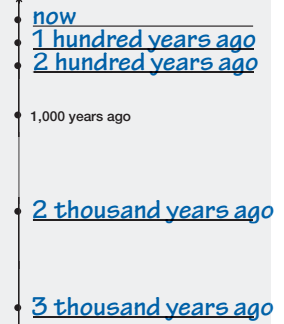 now
1 hundred years ago
2 hundred years ago
1,000 years ago
2 thousand years ago
3 thousand years ago